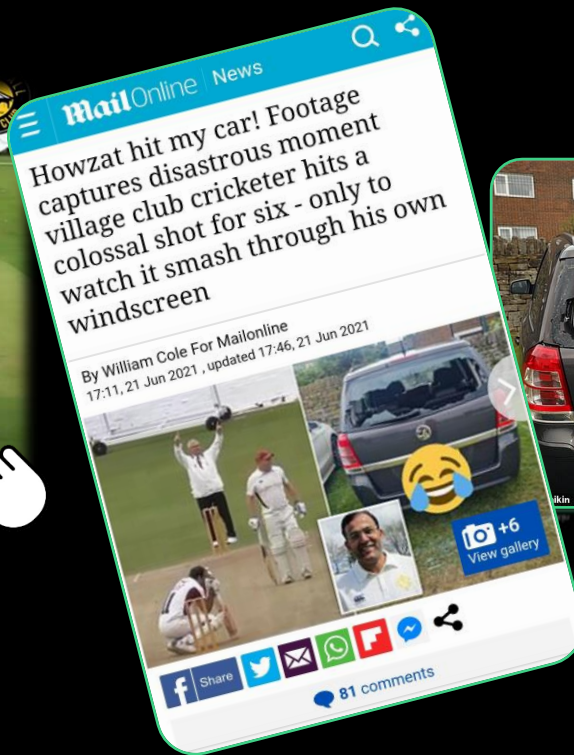 MailOnline News
Howzat hit my car! Footage
captures disastrous moment
village club cricketer hits a
colossal shot for six - only to
watch it smash through his own
windscreen
By William Cole For Mailonline
17:11, 21 Jun 2021 , updated 17:46, 21 Jun 2021
+6
View gallery
Share
81 comments